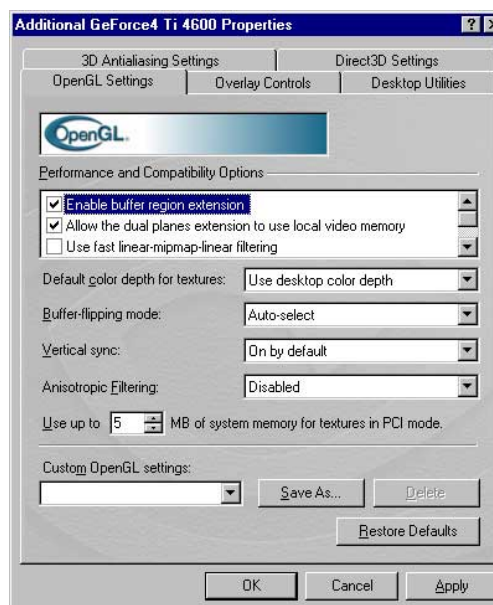 Additional GeForce4 Ti 4600 Properties
3D Antialiasing Settings
Direct3D Settings
OpenGL Settings
Overlay Controls
Desktop Utilities
OpenGL.
Performance and Compatibility Options
Enable buffer region extension
Allow the dual planes extension to use local video memory
Use fast linear-mipmap-linear filtering
Default color depth for textures: Use desktop color depth
Buffer-flipping mode: Auto-select
Vertical sync: On by default
Anisotropic Filtering: Disabled
Use up to 5 MB of system memory for textures in PCI mode.
Custom OpenGL settings:
Save As... Delete
Restore Defaults
OK Cancel Apply